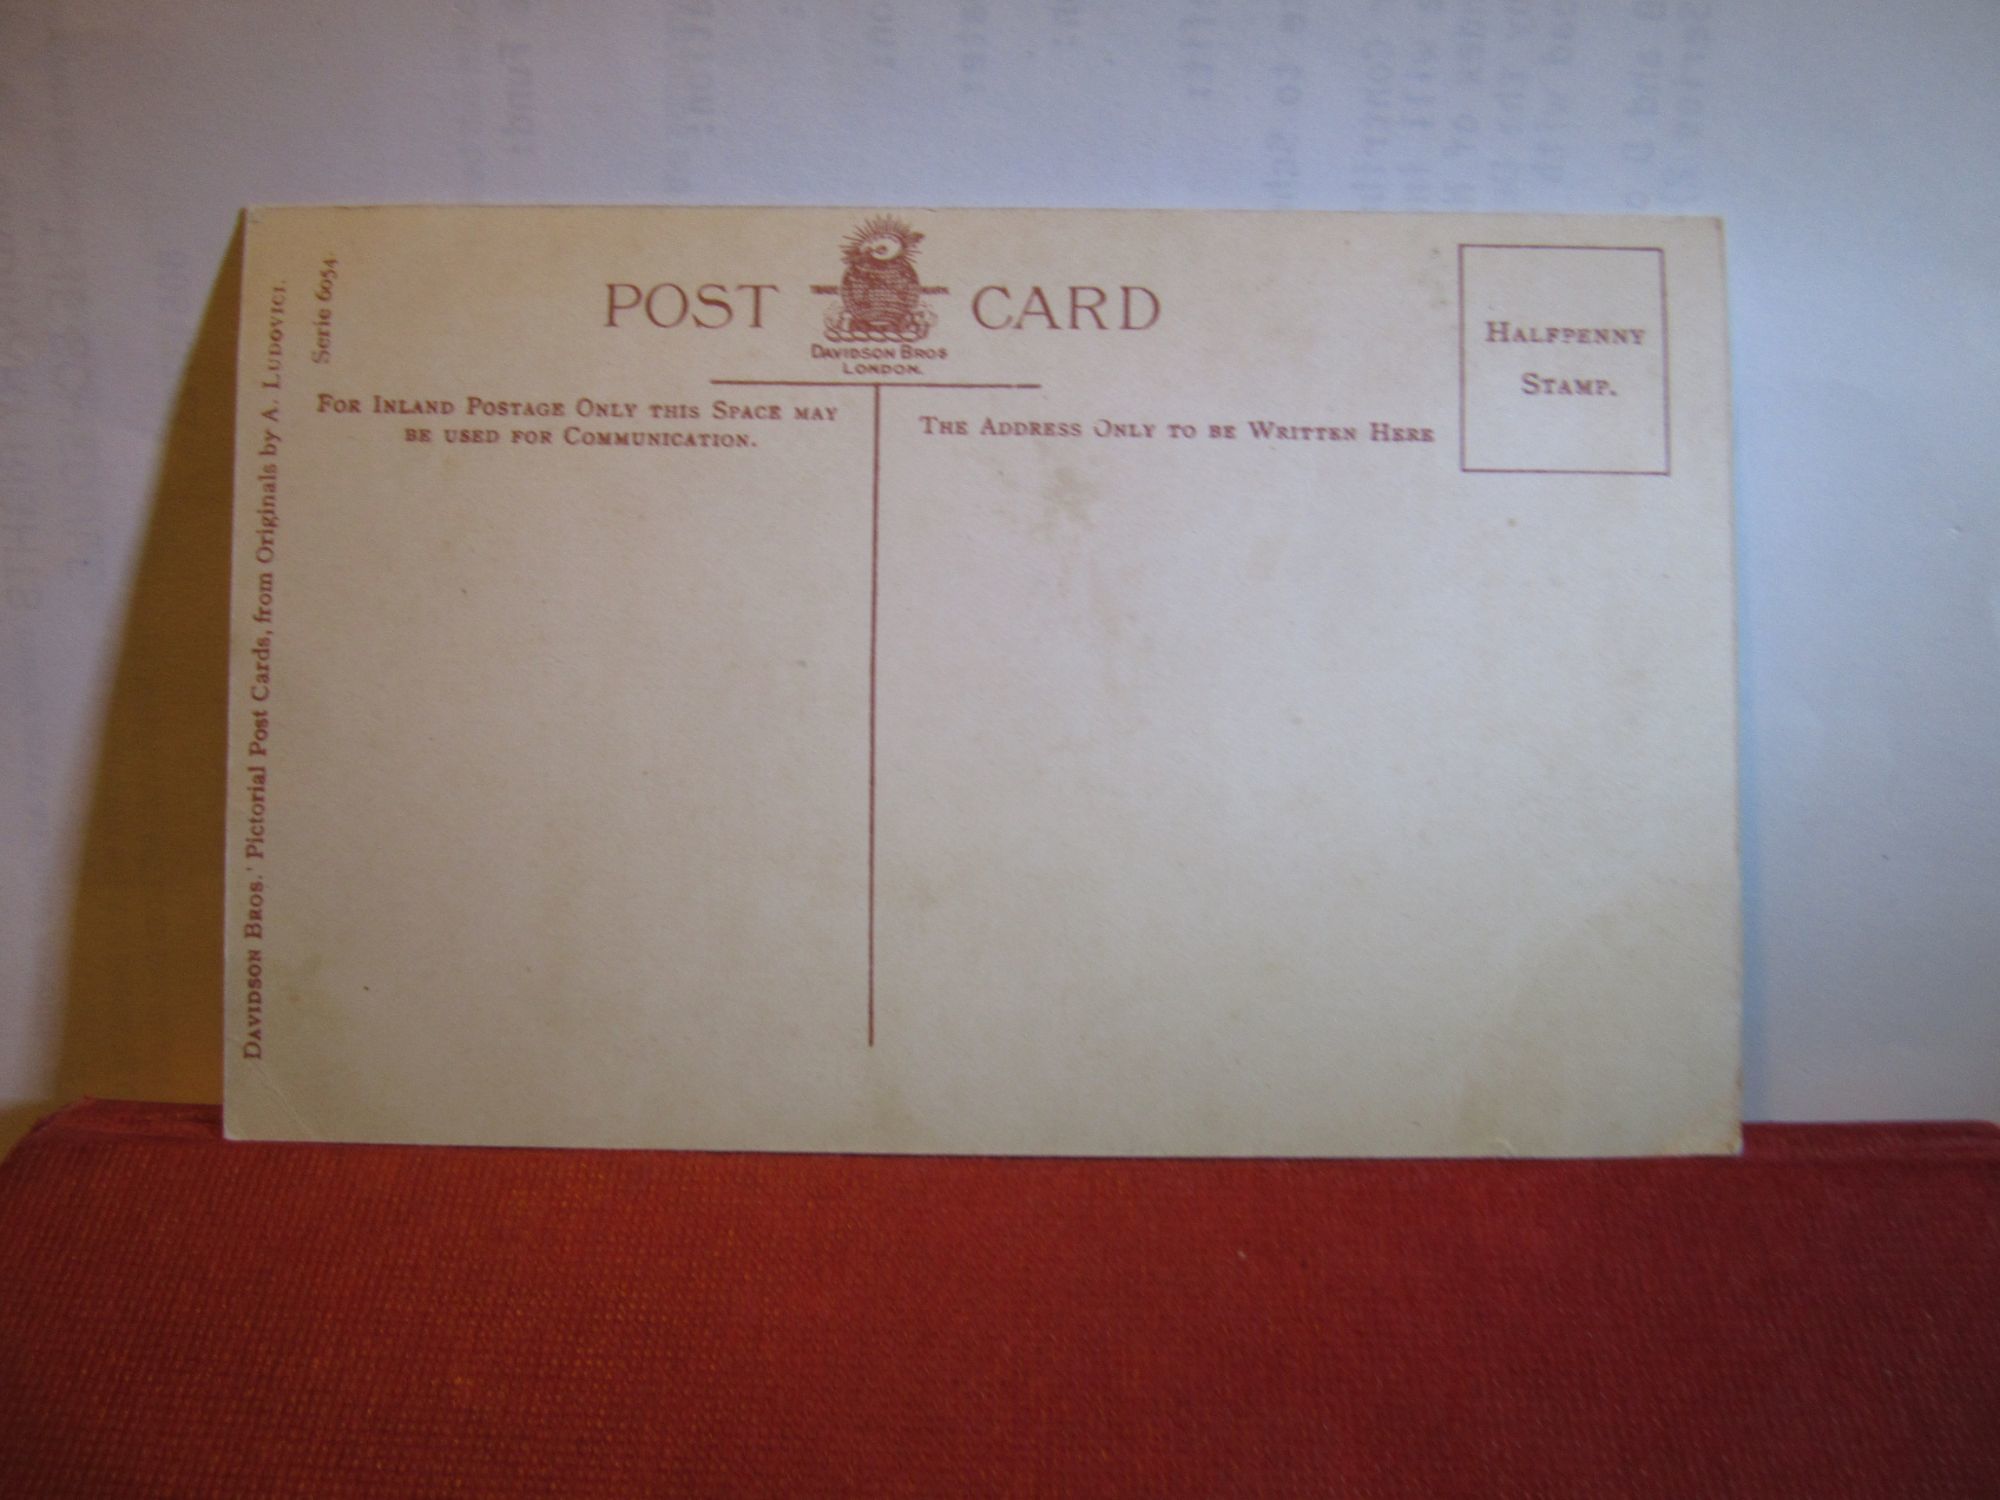 POST CARD
DAVIDSON BROS
LONDON.
HALFPENNY
STAMP.
FOR INLAND POSTAGE ONLY THIS SPACE MAY
BE USED FOR COMMUNICATION.
THE ADDRESS ONLY TO BE WRITTEN HERE
DAVIDSON BROS.' Pictorial Post Cards, from Originals by A. LUDOVICI.
Serie 6054.